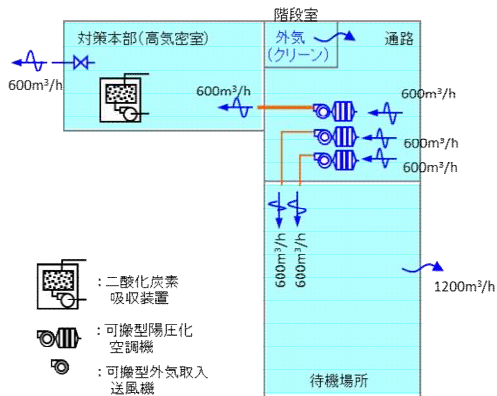 階段室
対策本部(高気密室)
外気
(クリーン)
通路
600m³/h
600m³/h
600m³/h
600m³/h
600m³/h
600m³/h
600m³/h
1200m³/h
:二酸化炭素
吸収装置
:可搬型陽圧化
空調機
:可搬型外気取入
送風機
待機場所